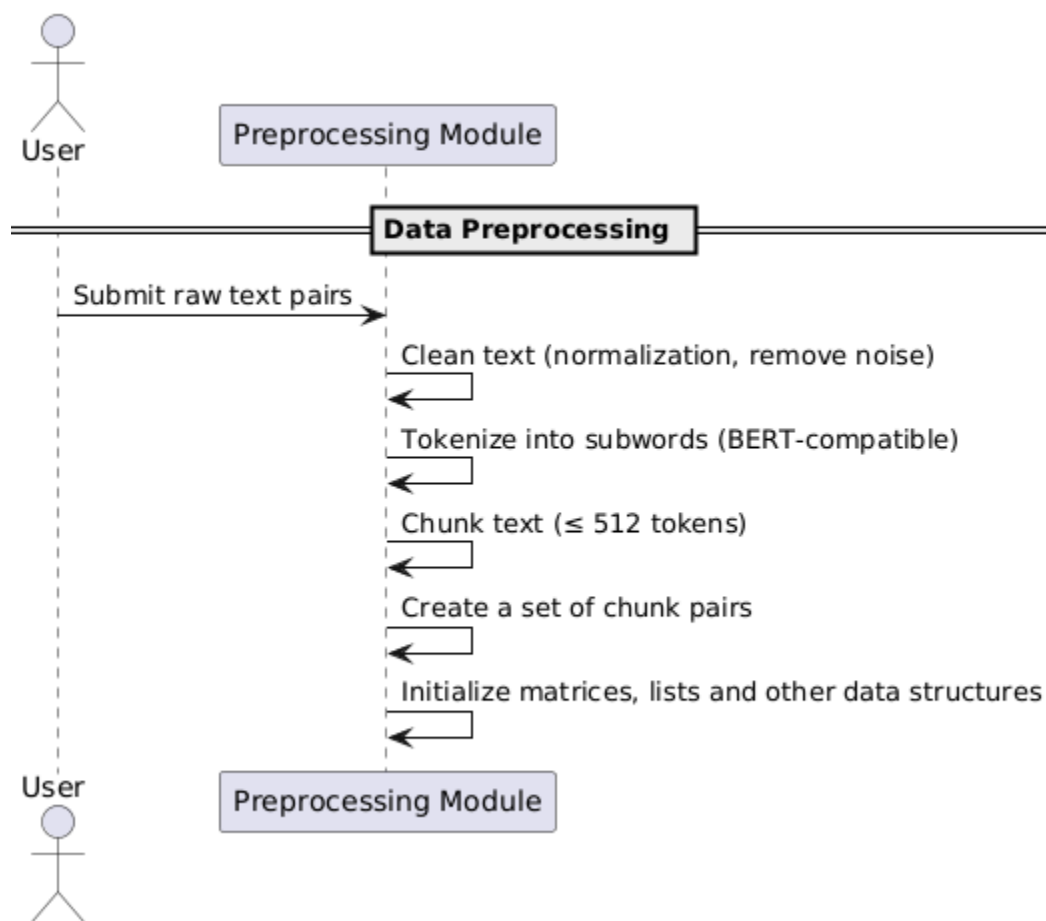 User
Preprocessing Module
Data Preprocessing
Submit raw text pairs
Clean text (normalization, remove noise)
Tokenize into subwords (BERT-compatible)
Chunk text (≤ 512 tokens)
Create a set of chunk pairs
Initialize matrices, lists and other data structures
User
Preprocessing Module